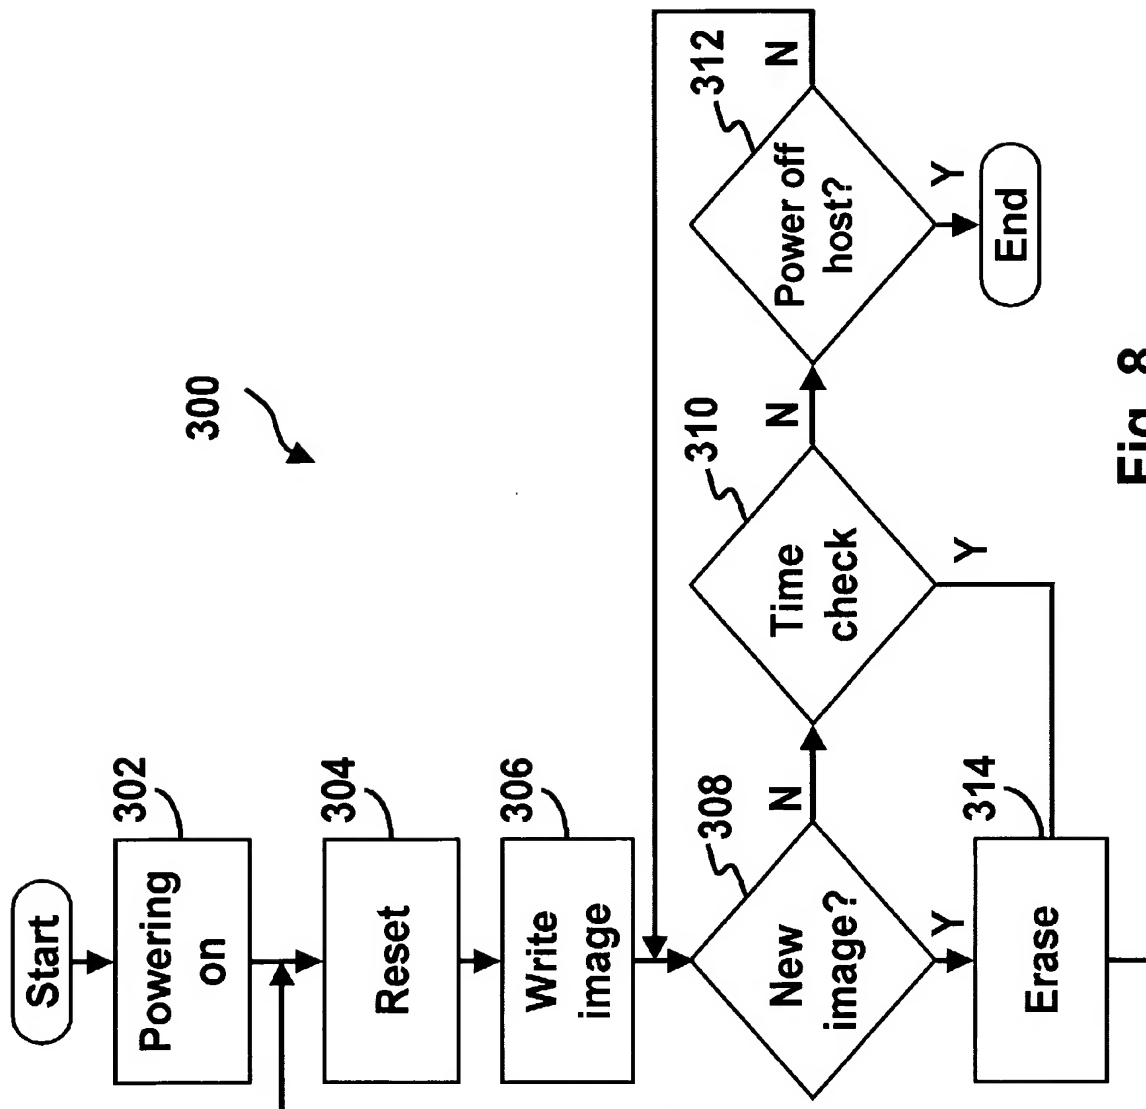 300
Start
Powering
on
302
Reset
304
Write
image
306
New
image?
308
N
Y
Time
check
310
N
Y
Power off
host?
312
N
Y
End
Erase
314
Fig. 8